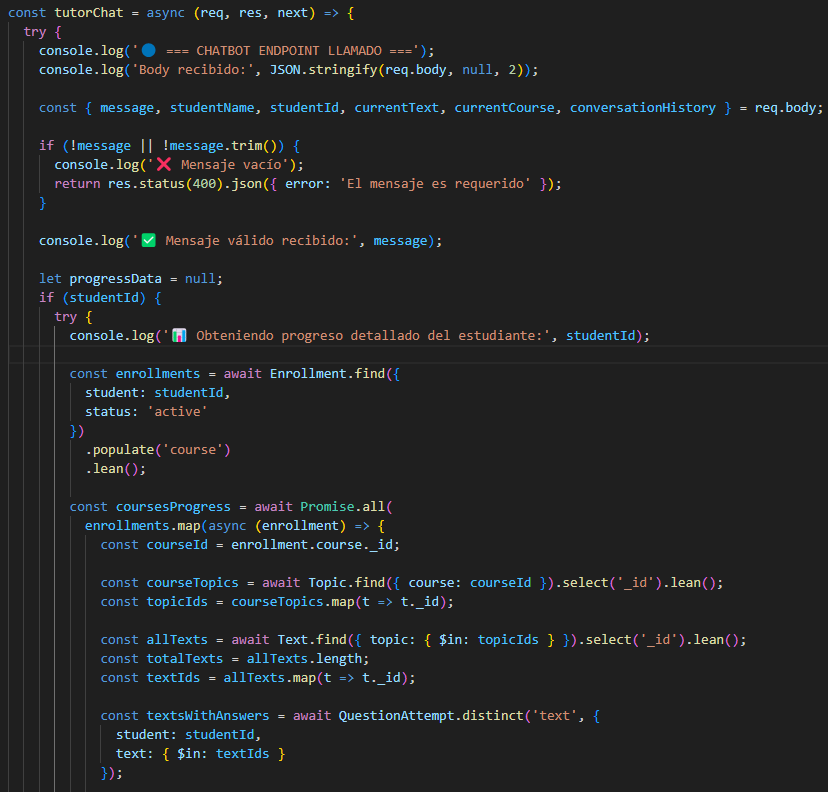 const tutorChat = async (req, res, next) => {
  try {
    console.log('🔵 === CHATBOT ENDPOINT LLAMADO ===');
    console.log('Body recibido:', JSON.stringify(req.body, null, 2));

    const { message, studentName, studentId, currentText, currentCourse, conversationHistory } = req.body;

    if (!message || !message.trim()) {
      console.log('❌ Mensaje vacío');
      return res.status(400).json({ error: 'El mensaje es requerido' });
    }

    console.log('✅ Mensaje válido recibido:', message);

    let progressData = null;
    if (studentId) {
      try {
        console.log('📊 Obteniendo progreso detallado del estudiante:', studentId);

        const enrollments = await Enrollment.find({
          student: studentId,
          status: 'active'
        })
          .populate('course')
          .lean();

        const coursesProgress = await Promise.all(
          enrollments.map(async (enrollment) => {
            const courseId = enrollment.course._id;

            const courseTopics = await Topic.find({ course: courseId }).select('_id').lean();
            const topicIds = courseTopics.map(t => t._id);

            const allTexts = await Text.find({ topic: { $in: topicIds } }).select('_id').lean();
            const totalTexts = allTexts.length;
            const textIds = allTexts.map(t => t._id);

            const textsWithAnswers = await QuestionAttempt.distinct('text', {
              student: studentId,
              text: { $in: textIds }
            });